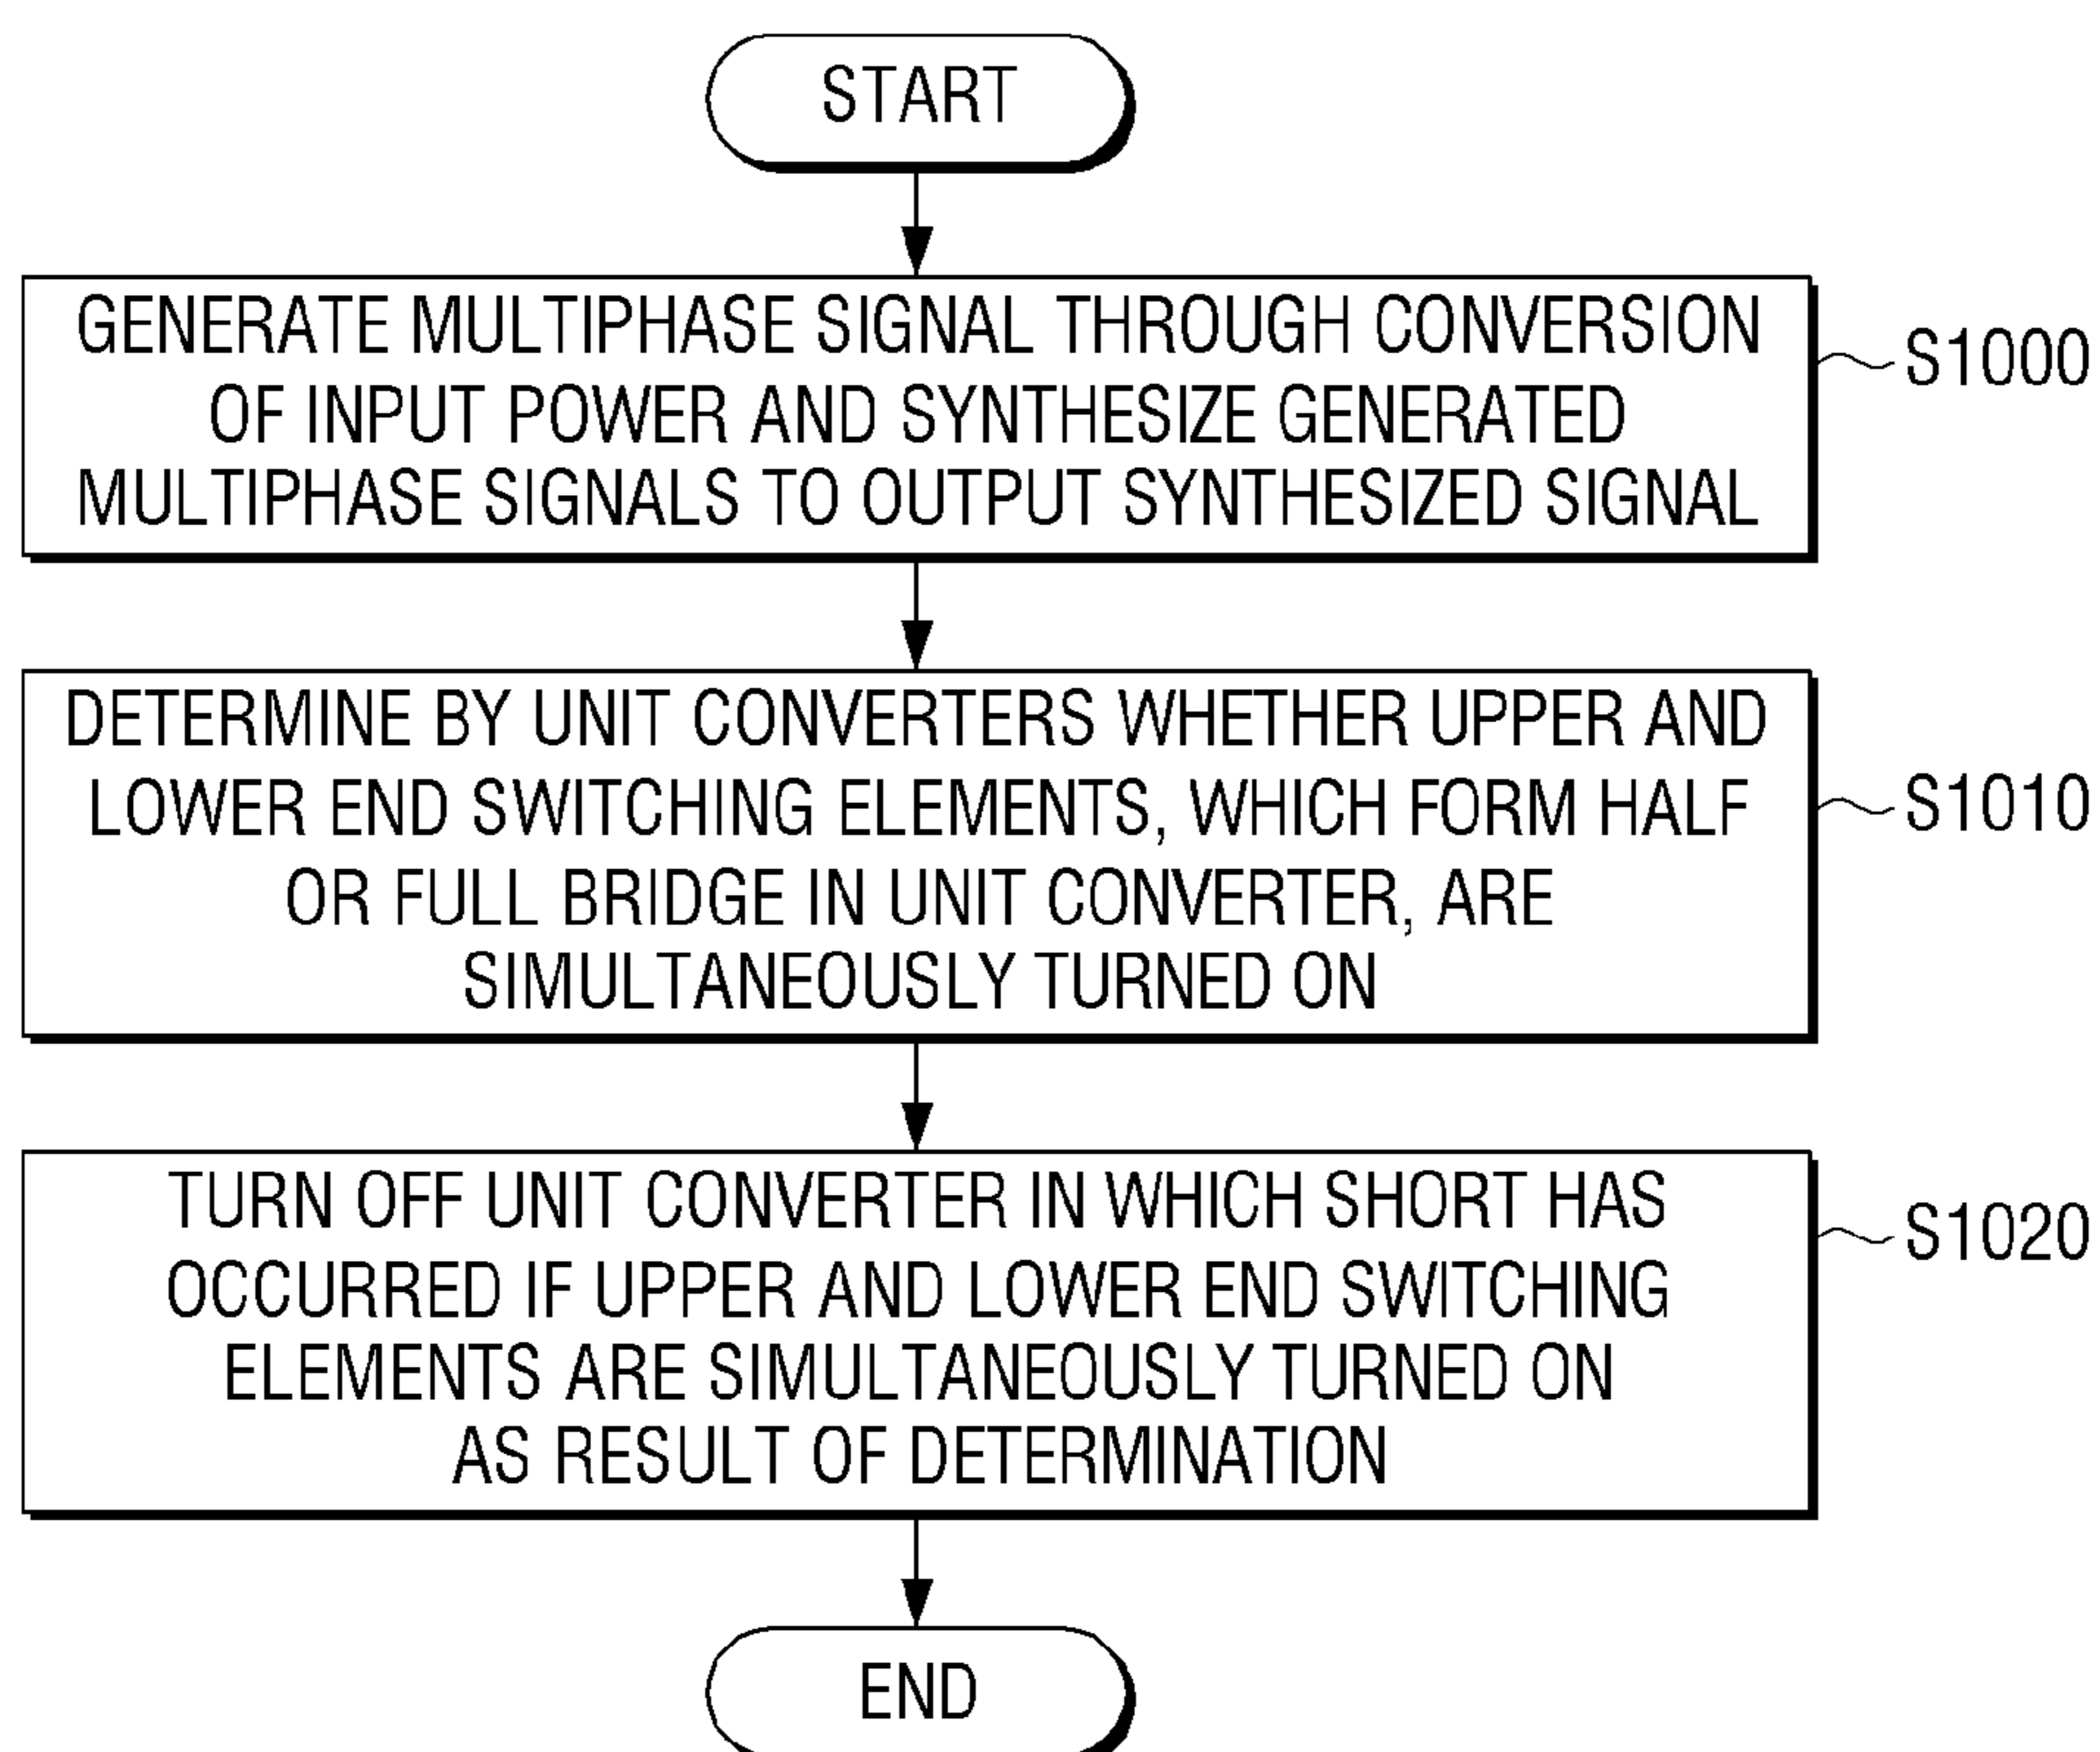 START
GENERATE MULTIPHASE SIGNAL THROUGH CONVERSION
OF INPUT POWER AND SYNTHESIZE GENERATED
MULTIPHASE SIGNALS TO OUTPUT SYNTHESIZED SIGNAL
S1000
DETERMINE BY UNIT CONVERTERS WHETHER UPPER AND
LOWER END SWITCHING ELEMENTS, WHICH FORM HALF
OR FULL BRIDGE IN UNIT CONVERTER, ARE
SIMULTANEOUSLY TURNED ON
S1010
TURN OFF UNIT CONVERTER IN WHICH SHORT HAS
OCCURRED IF UPPER AND LOWER END SWITCHING
ELEMENTS ARE SIMULTANEOUSLY TURNED ON
AS RESULT OF DETERMINATION
S1020
END